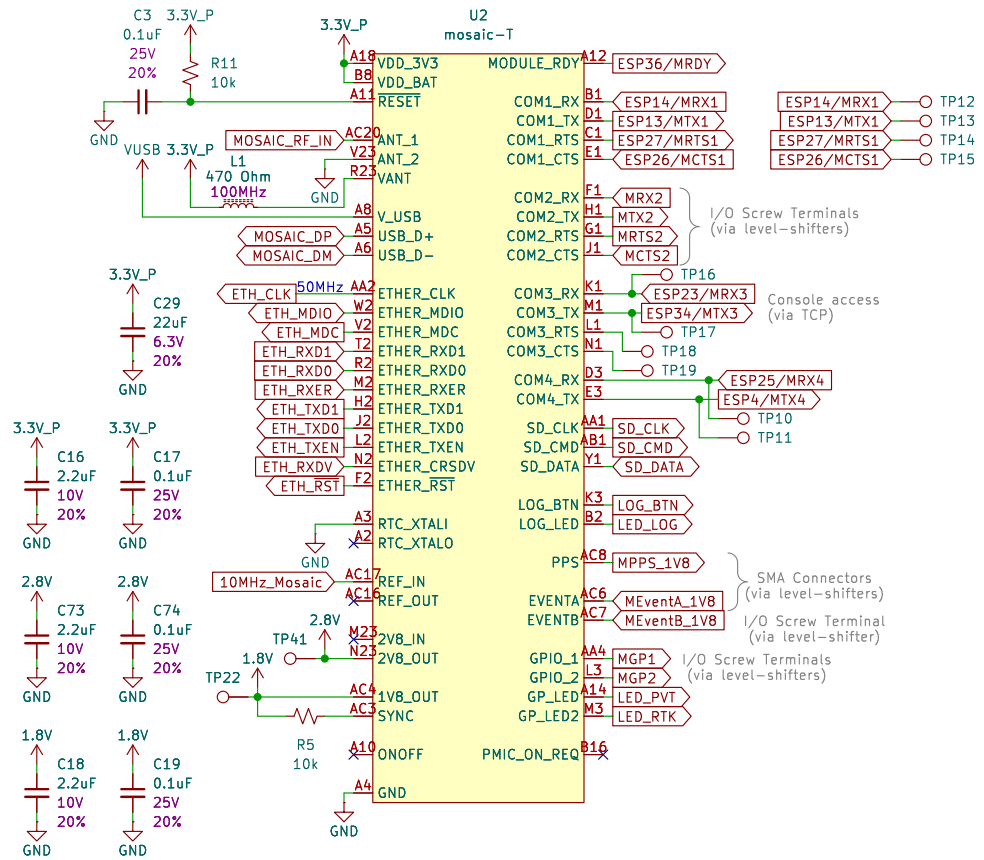 U2
mosaic-T
C3
0.1uF
25V
20%
3.3V_P
R11
10k
GND
3.3V_P
A18 VDD_3V3
B8 VDD_BAT
A11 RESET
MOSAIC_RF_IN AC20 ANT_1
V23 ANT_2
GND
R23 VANT
VUSB
3.3V_P
L1
470 Ohm
100MHz
A8 V_USB
MOSAIC_DP A5 USB_D+
MOSAIC_DM A6 USB_D-
ETH_CLK 50MHz AA2 ETHER_CLK
ETH_MDIO W2 ETHER_MDIO
ETH_MDC V2 ETHER_MDC
ETH_RXD1 T2 ETHER_RXD1
ETH_RXD0 R2 ETHER_RXD0
ETH_RXER M2 ETHER_RXER
ETH_TXD1 H2 ETHER_TXD1
ETH_TXD0 J2 ETHER_TXD0
ETH_TXEN L2 ETHER_TXEN
ETH_RXDV N2 ETHER_CRSDV
ETH_RST F2 ETHER_RST
A3 RTC_XTALI
A2 RTC_XTALO
GND
10MHz_Mosaic AC17 REF_IN
AC16 REF_OUT
2.8V
M23 2V8_IN
TP41 N23 2V8_OUT
1.8V
TP22 AC4 1V8_OUT
AC3 SYNC
R5
10k
A10 ONOFF
A4 GND
GND
MODULE_RDY A12 ESP36/MRDY
COM1_RX B1 ESP14/MRX1
COM1_TX D1 ESP13/MTX1
COM1_RTS C1 ESP27/MRTS1
COM1_CTS E1 ESP26/MCTS1
ESP14/MRX1 TP12
ESP13/MTX1 TP13
ESP27/MRTS1 TP14
ESP26/MCTS1 TP15
COM2_RX F1 MRX2
COM2_TX H1 MTX2
COM2_RTS G1 MRTS2
COM2_CTS J1 MCTS2
I/O Screw Terminals
(via level-shifters)
TP16
COM3_RX K1 ESP23/MRX3
COM3_TX M1 ESP34/MTX3
Console access
(via TCP)
COM3_RTS L1 TP17
COM3_CTS N1 TP18
TP19
COM4_RX D3 ESP25/MRX4
COM4_TX E3 ESP4/MTX4
TP10
TP11
SD_CLK AA1 SD_CLK
SD_CMD AB1 SD_CMD
SD_DATA Y1 SD_DATA
LOG_BTN K3 LOG_BTN
LOG_LED B2 LED_LOG
PPS AC8 MPPS_1V8
EVENTA AC6 MEventA_1V8
EVENTB AC7 MEventB_1V8
SMA Connectors
(via level-shifters)
I/O Screw Terminal
(via level-shifter)
GPIO_1 AA4 MGP1
GPIO_2 L3 MGP2
I/O Screw Terminals
(via level-shifters)
GP_LED A14 LED_PVT
GP_LED2 M3 LED_RTK
PMIC_ON_REQ B16
3.3V_P
C29
22uF
6.3V
20%
GND
3.3V_P
C16
2.2uF
10V
20%
GND
3.3V_P
C17
0.1uF
25V
20%
GND
2.8V
C73
2.2uF
10V
20%
GND
2.8V
C74
0.1uF
25V
20%
GND
1.8V
C18
2.2uF
10V
20%
GND
1.8V
C19
0.1uF
25V
20%
GND